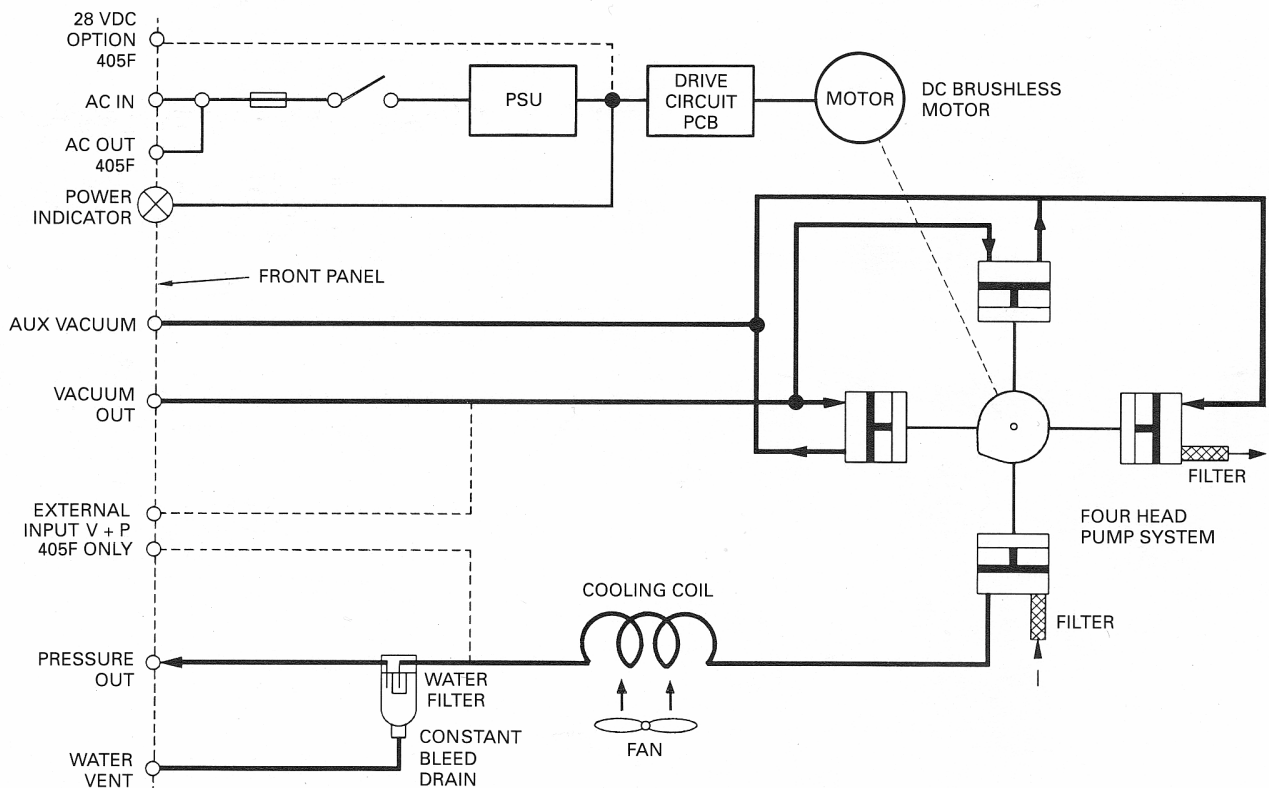 28 VDC
OPTION
405F
AC IN
AC OUT
405F
POWER
INDICATOR
PSU
DRIVE
CIRCUIT
PCB
MOTOR
DC BRUSHLESS
MOTOR
FRONT PANEL
AUX VACUUM
VACUUM
OUT
EXTERNAL
INPUT V + P
405F ONLY
FILTER
FOUR HEAD
PUMP SYSTEM
COOLING COIL
FILTER
PRESSURE
OUT
WATER
FILTER
FAN
CONSTANT
BLEED
DRAIN
WATER
VENT